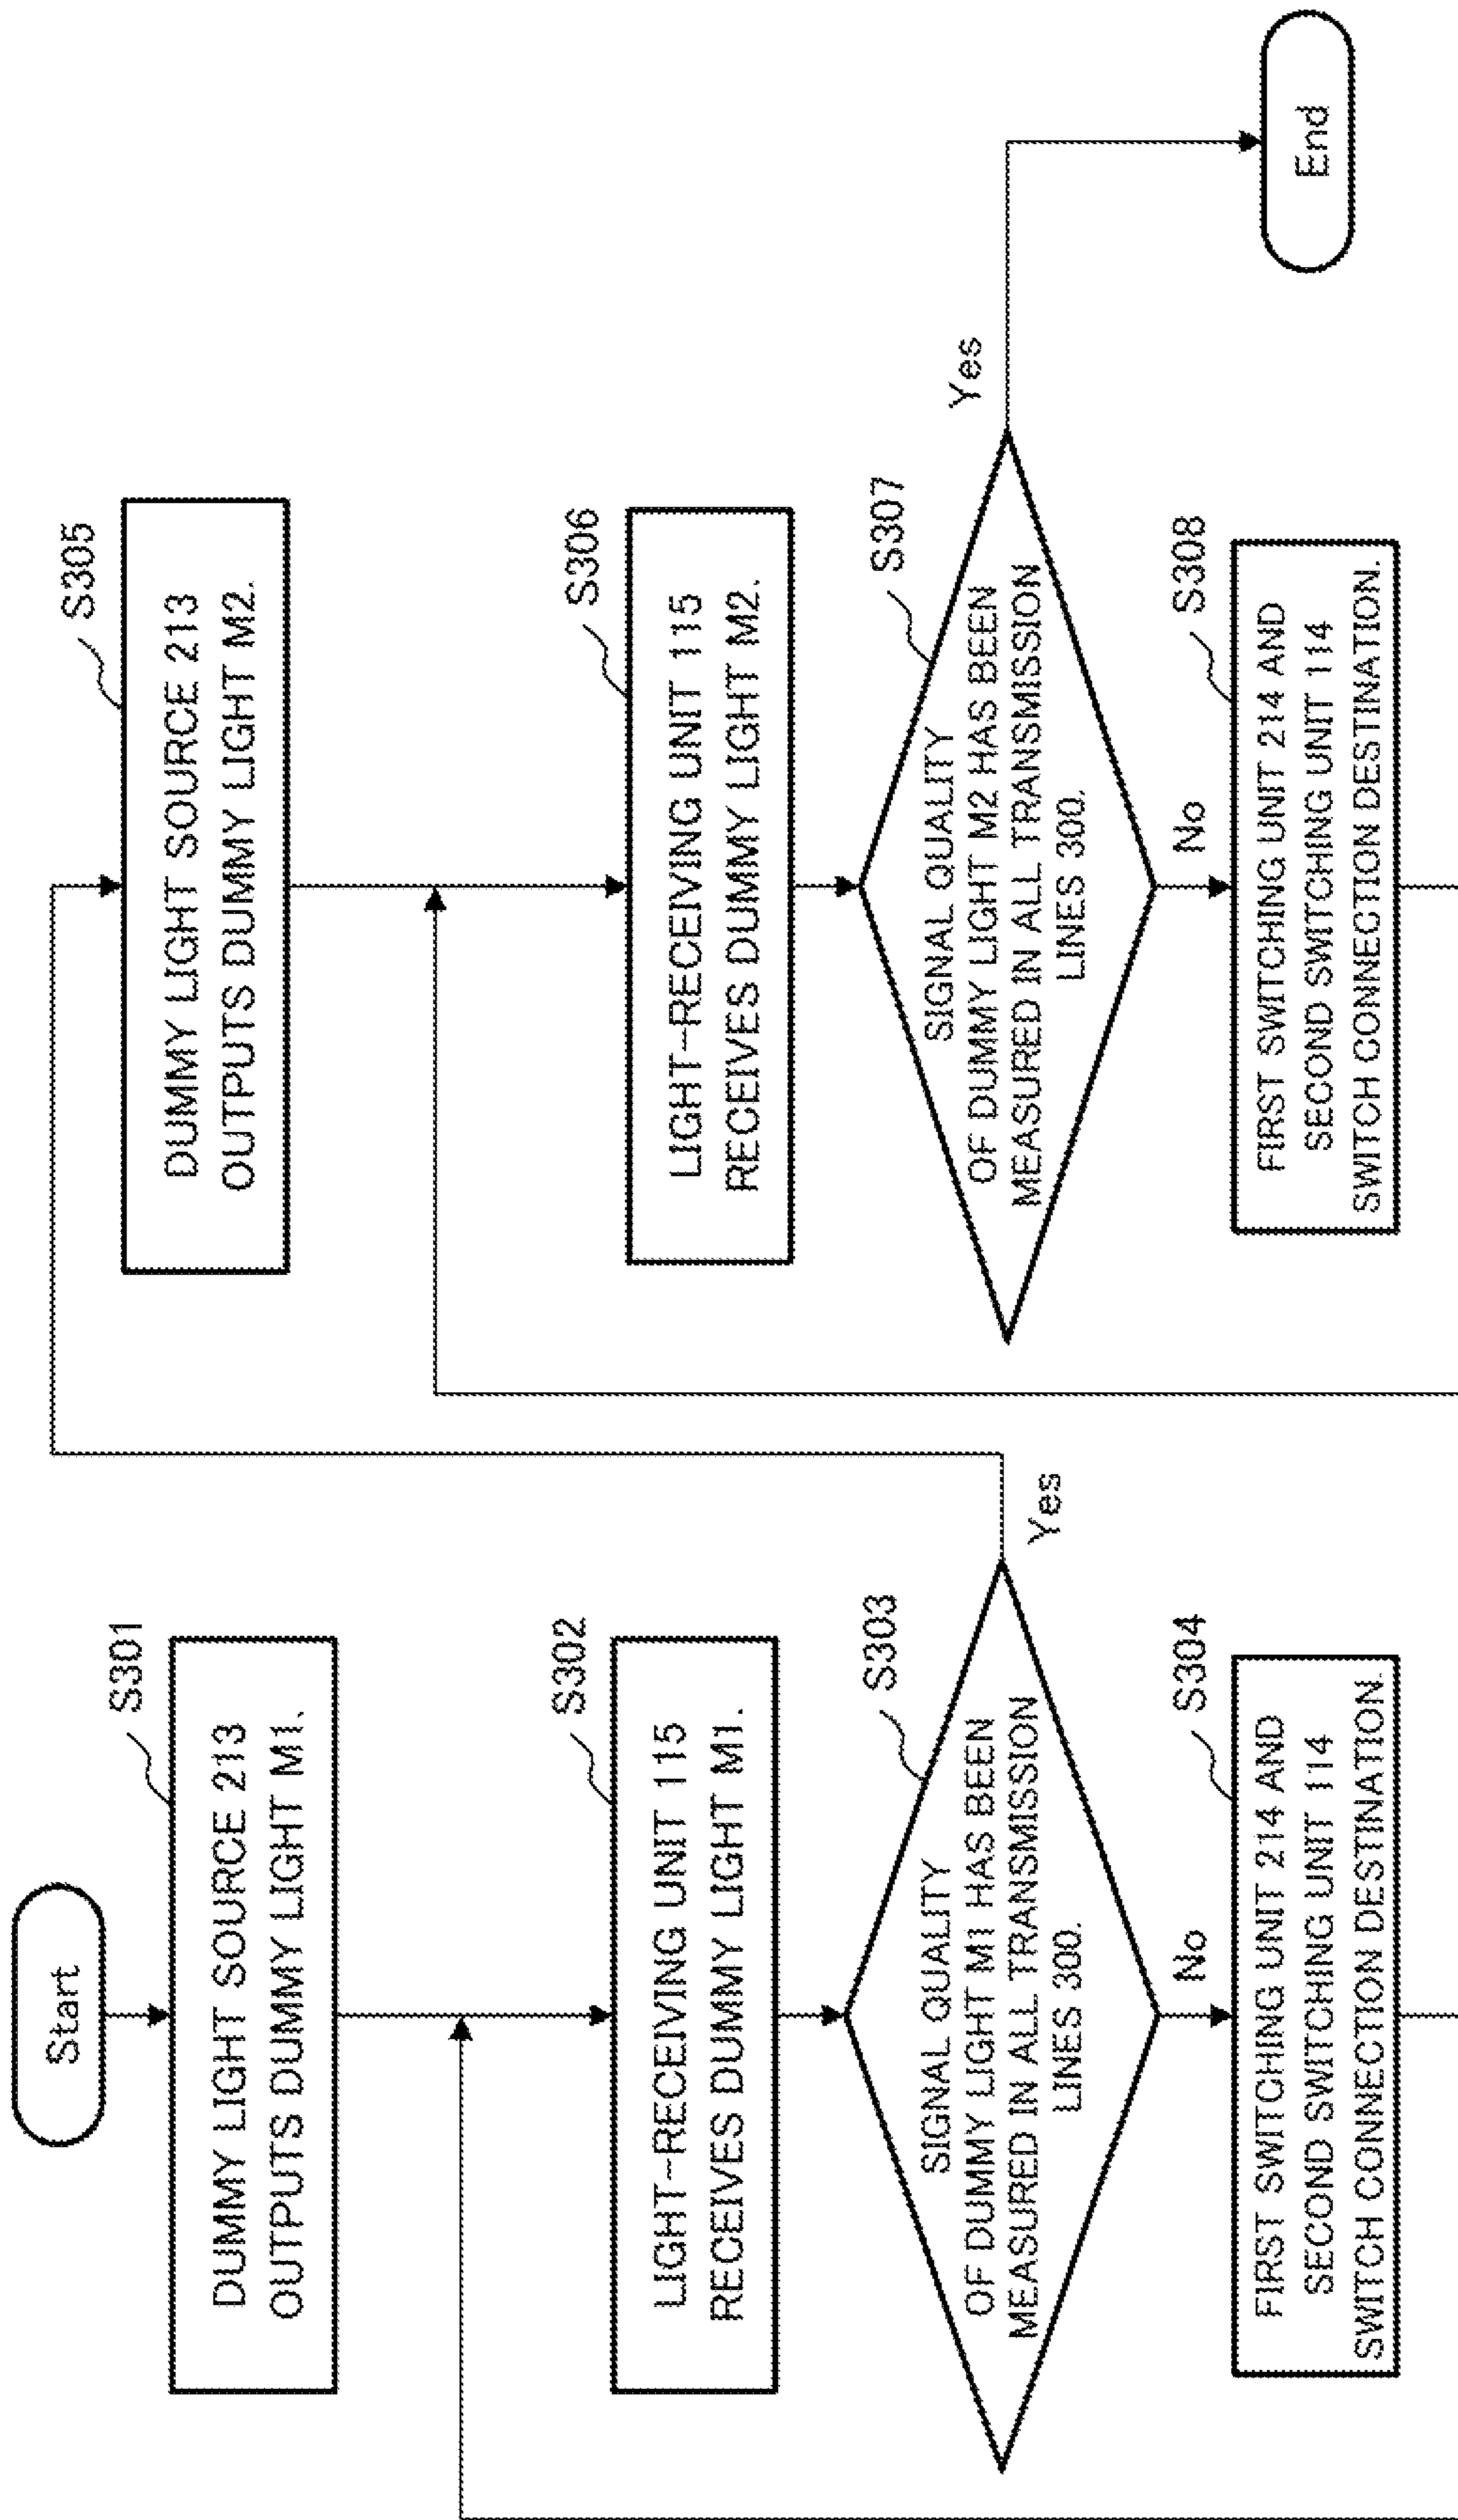 Start
S301
DUMMY LIGHT SOURCE 213
OUTPUTS DUMMY LIGHT M1.
S302
LIGHT-RECEIVING UNIT 115
RECEIVES DUMMY LIGHT M1.
S303
SIGNAL QUALITY
OF DUMMY LIGHT M1 HAS BEEN
MEASURED IN ALL TRANSMISSION
LINES 300.
Yes
No
S304
FIRST SWITCHING UNIT 214 AND
SECOND SWITCHING UNIT 114
SWITCH CONNECTION DESTINATION.
S305
DUMMY LIGHT SOURCE 213
OUTPUTS DUMMY LIGHT M2.
S306
LIGHT-RECEIVING UNIT 115
RECEIVES DUMMY LIGHT M2.
S307
SIGNAL QUALITY
OF DUMMY LIGHT M2 HAS BEEN
MEASURED IN ALL TRANSMISSION
LINES 300.
Yes
No
S308
FIRST SWITCHING UNIT 214 AND
SECOND SWITCHING UNIT 114
SWITCH CONNECTION DESTINATION.
End